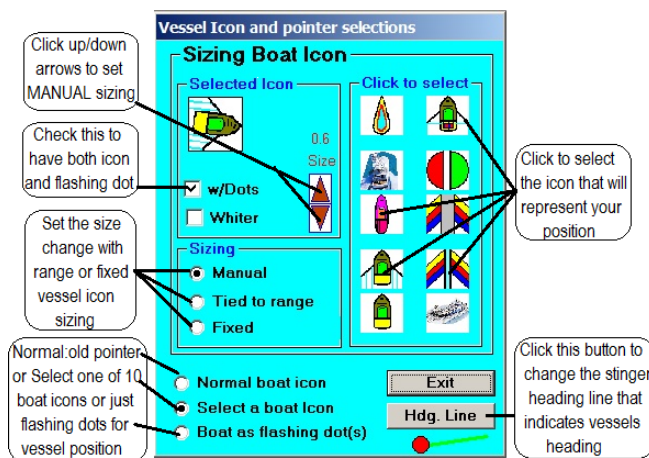 Vessel Icon and pointer selections
Sizing Boat Icon
Selected Icon
0.6
Size
w/Dots
Whiter
Click to select
Sizing
Manual
Tied to range
Fixed
Normal boat icon
Select a boat Icon
Boat as flashing dot(s)
Exit
Hdg. Line
Click up/down
arrows to set
MANUAL sizing
Check this to
have both icon
and flashing dot
Set the size
change with
range or fixed
vessel icon
sizing
Normal:old pointer
or Select one of 10
boat icons or just
flashing dots for
vessel position
Click to select
the icon that will
represent your
position
Click this button to
change the stinger
heading line that
indicates vessels
heading